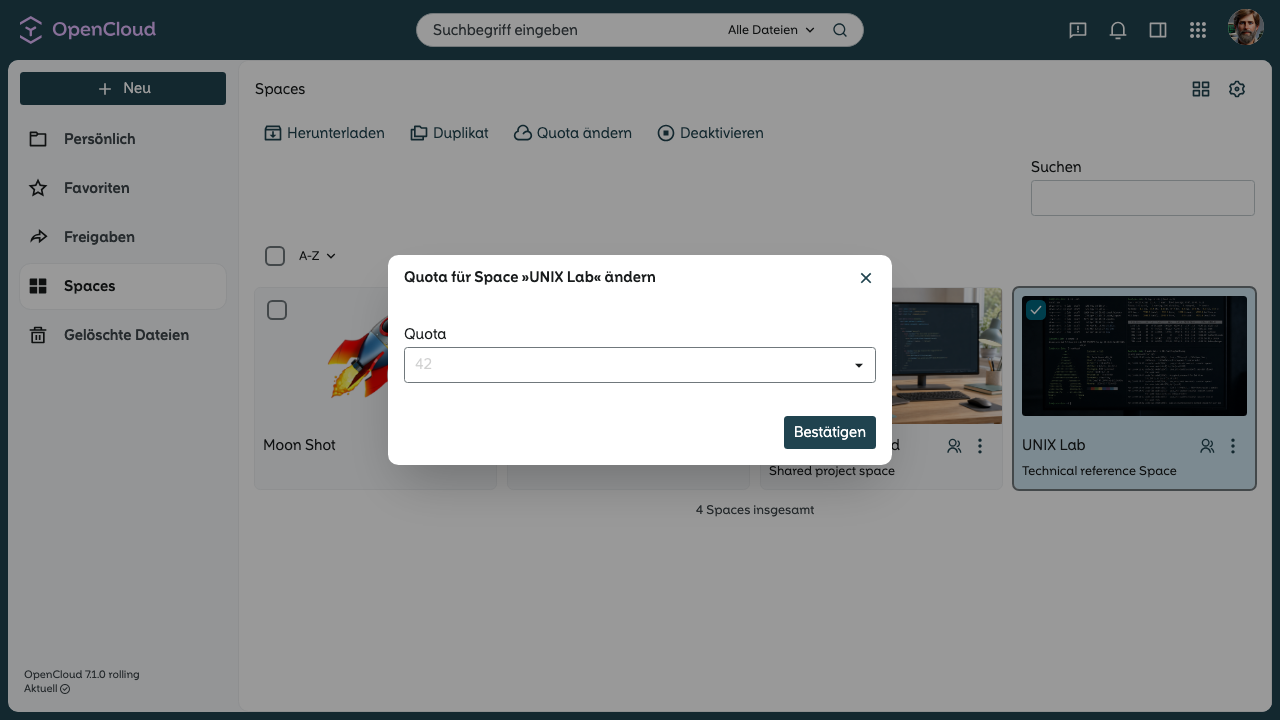 OpenCloud
Suchbegriff eingeben
Alle Dateien
Neu
Persönlich
Favoriten
Freigaben
Spaces
Gelöschte Dateien
OpenCloud 7.1.0 rolling
Aktuell
Spaces
Herunterladen
Duplikat
Quota ändern
Deaktivieren
Suchen
A-Z
Quota für Space »UNIX Lab« ändern
Quota
42
Bestätigen
Moon Shot
d
Shared project space
UNIX Lab
Technical reference Space
4 Spaces insgesamt